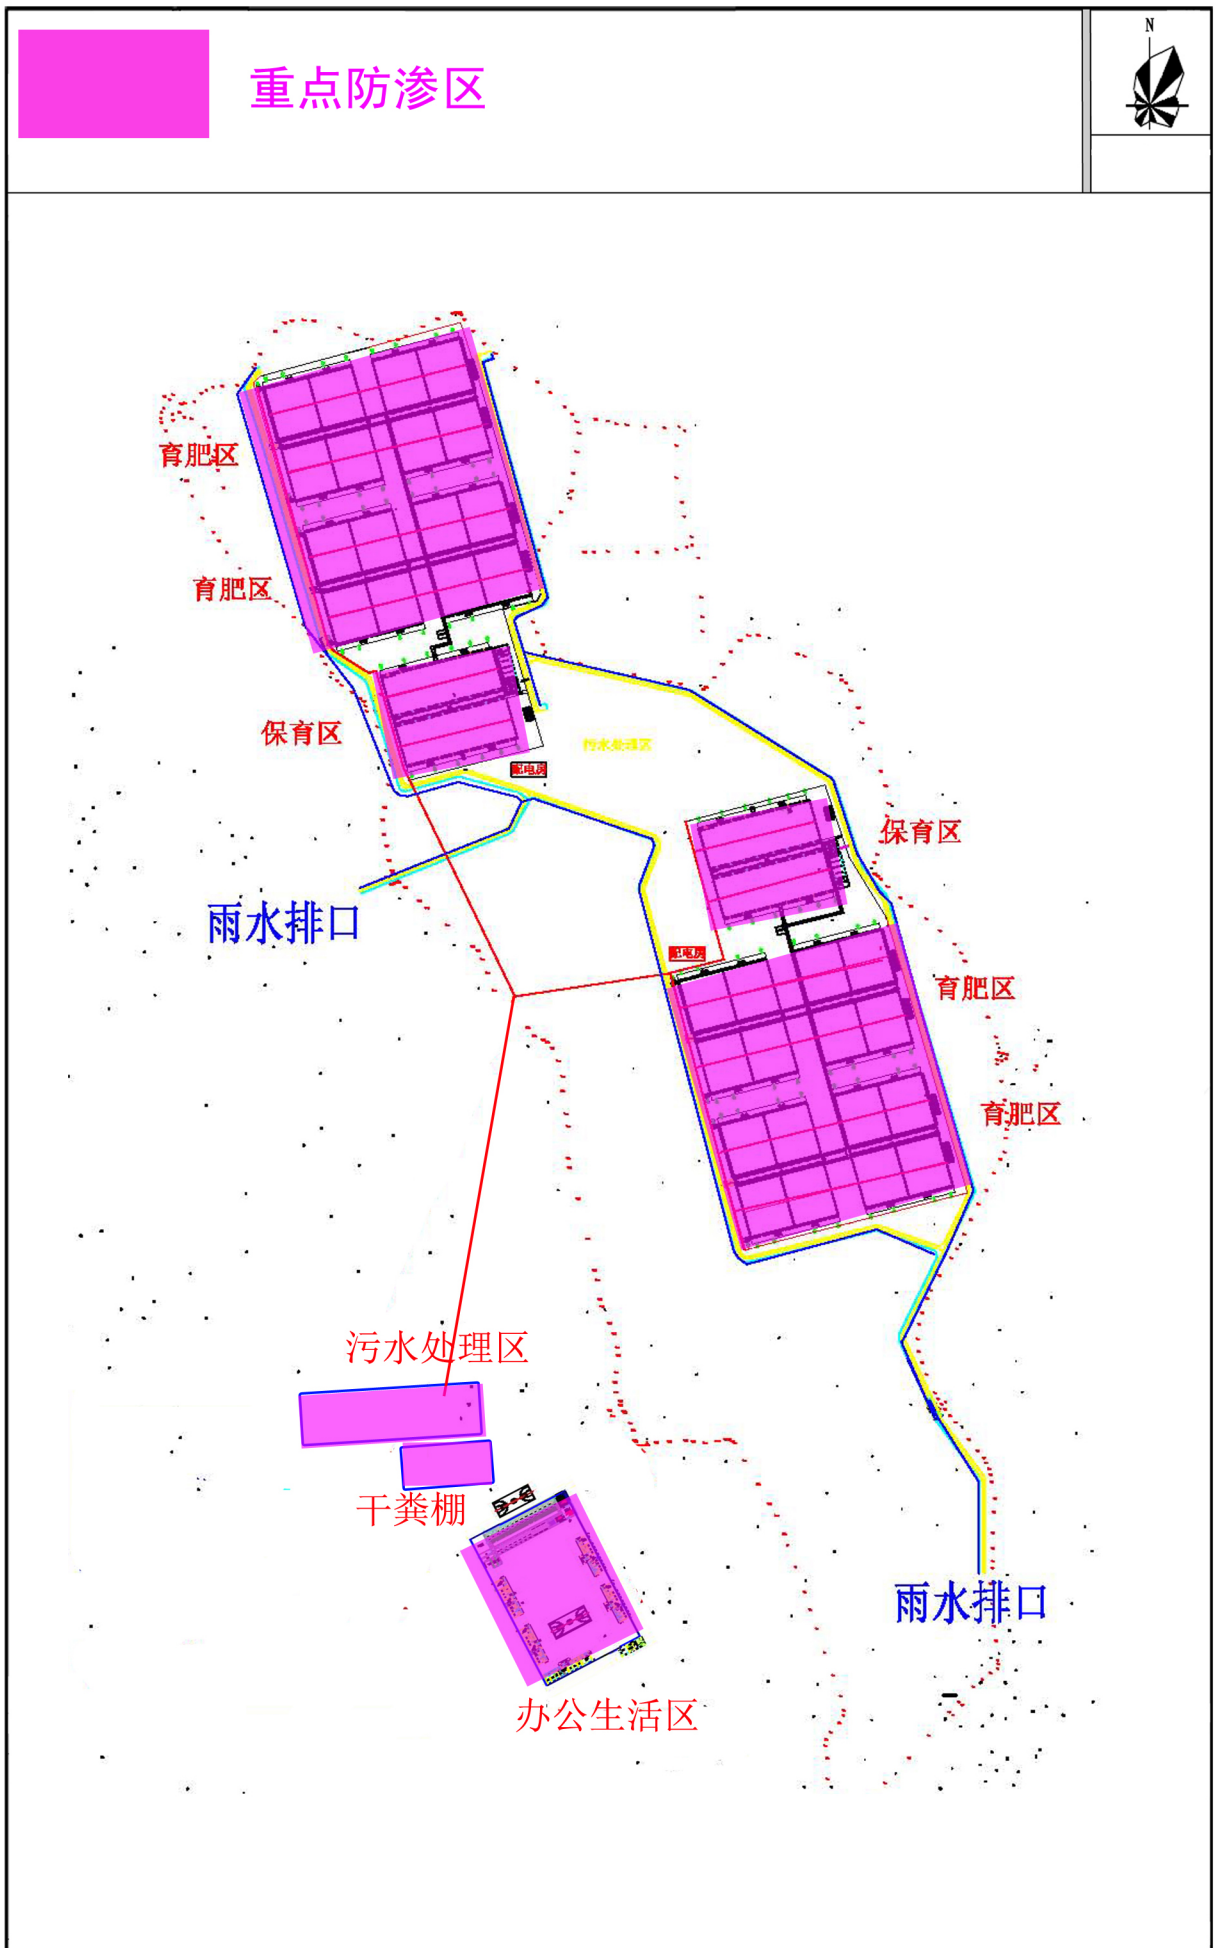 N
重点防渗区
育肥区
育肥区
保育区
污水处理区
配电房
保育区
雨水排口
配电房
育肥区
育肥区
污水处理区
干粪棚
雨水排口
办公生活区